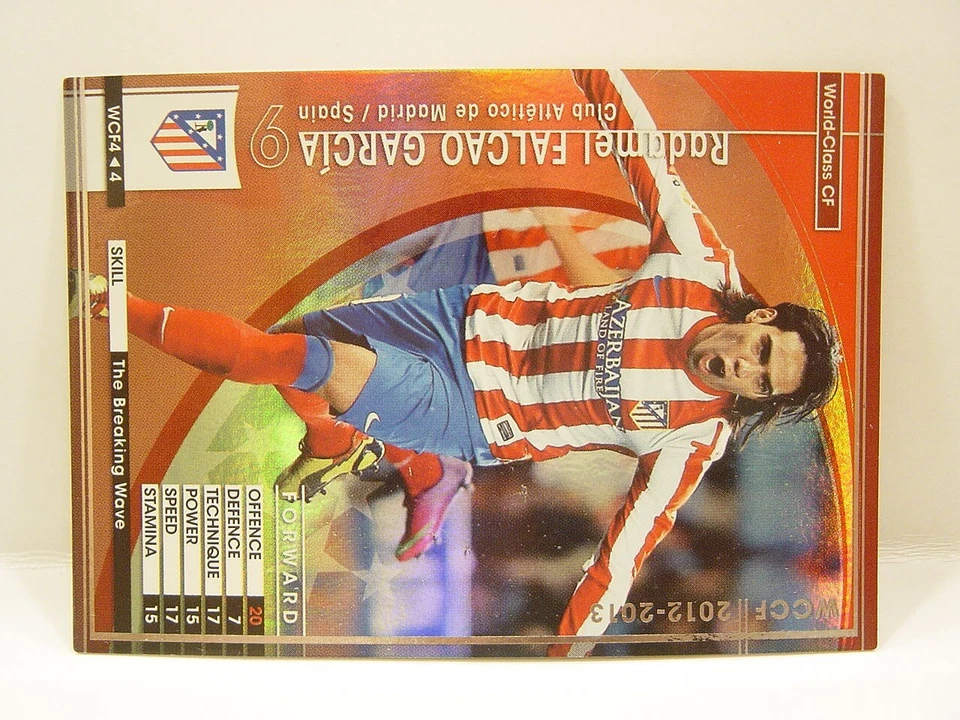 World-Class CF
Radamel FALCAO GARCÍA 9
Club Atlético de Madrid / Spain
WCCF 2012-2013
AZERBAIJAN
LAND OF FIRE
FORWARD
OFFENCE 20
DEFENCE 7
TECHNIQUE 17
POWER 15
SPEED 17
STAMINA 15
WCF4 ◀ 4
SKILL The Breaking Wave